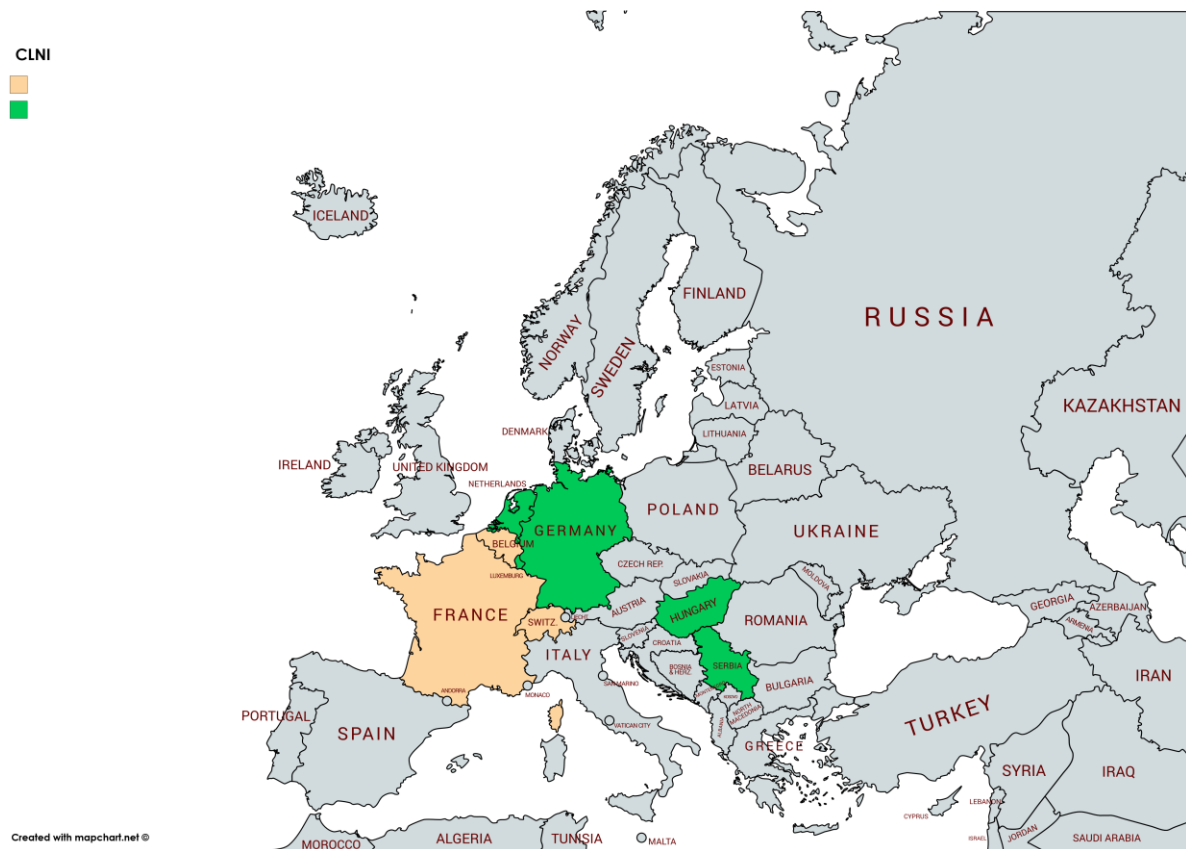 CLNI
ICELAND
RUSSIA
FINLAND
NORWAY
SWEDEN
ESTONIA
LATVIA
LITHUANIA
KAZAKHSTAN
DENMARK
IRELAND
UNITED KINGDOM
BELARUS
NETHERLANDS
POLAND
GERMANY
UKRAINE
BELGIUM
CZECH REP.
LUXEMBURG
SLOVAKIA
MOLDOVA
FRANCE
AUSTRIA
HUNGARY
ROMANIA
GEORGIA
AZERBAIJAN
ARMENIA
SWITZ.
SLOVENIA
CROATIA
ITALY
BOSNIA
& HERZ.
SERBIA
BULGARIA
IRAN
ANDORRA
MONACO
SAN MARINO
KOSOVO
NORTH
MACEDONIA
ALBANIA
VATICAN CITY
PORTUGAL
SPAIN
TURKEY
GREECE
SYRIA
IRAQ
CYPRUS
LEBANON
ISRAEL
JORDAN
SAUDI ARABIA
MOROCCO
ALGERIA
TUNISIA
MALTA
Created with mapchart.net ©